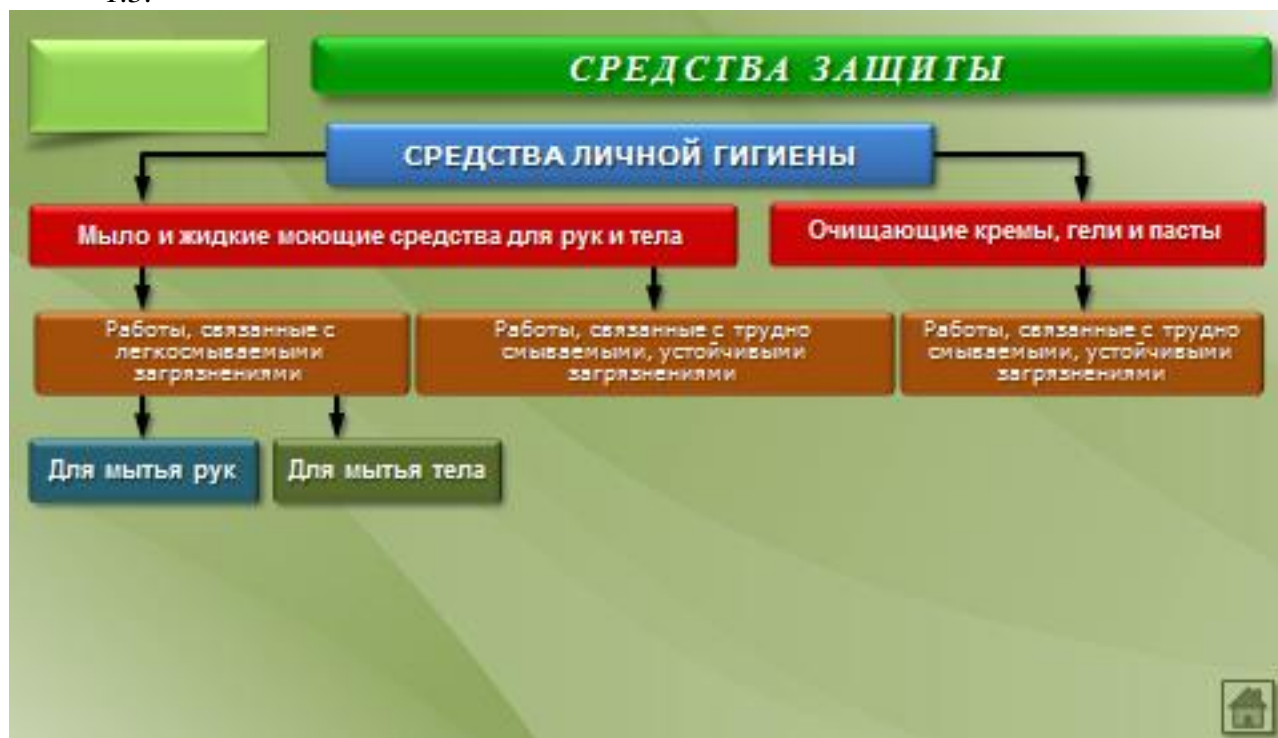 СРЕДСТВА ЗАЩИТЫ
СРЕДСТВА ЛИЧНОЙ ГИГИЕНЫ
Мыло и жидкие моющие средства для рук и тела
Очищающие кремы, гели и пасты
Работы, связанные с
легкосмываемыми
загрязнениями
Работы, связанные с трудно
смываемыми, устойчивыми
загрязнениями
Работы, связанные с трудно
смываемыми, устойчивыми
загрязнениями
Для мытья рук
Для мытья тела